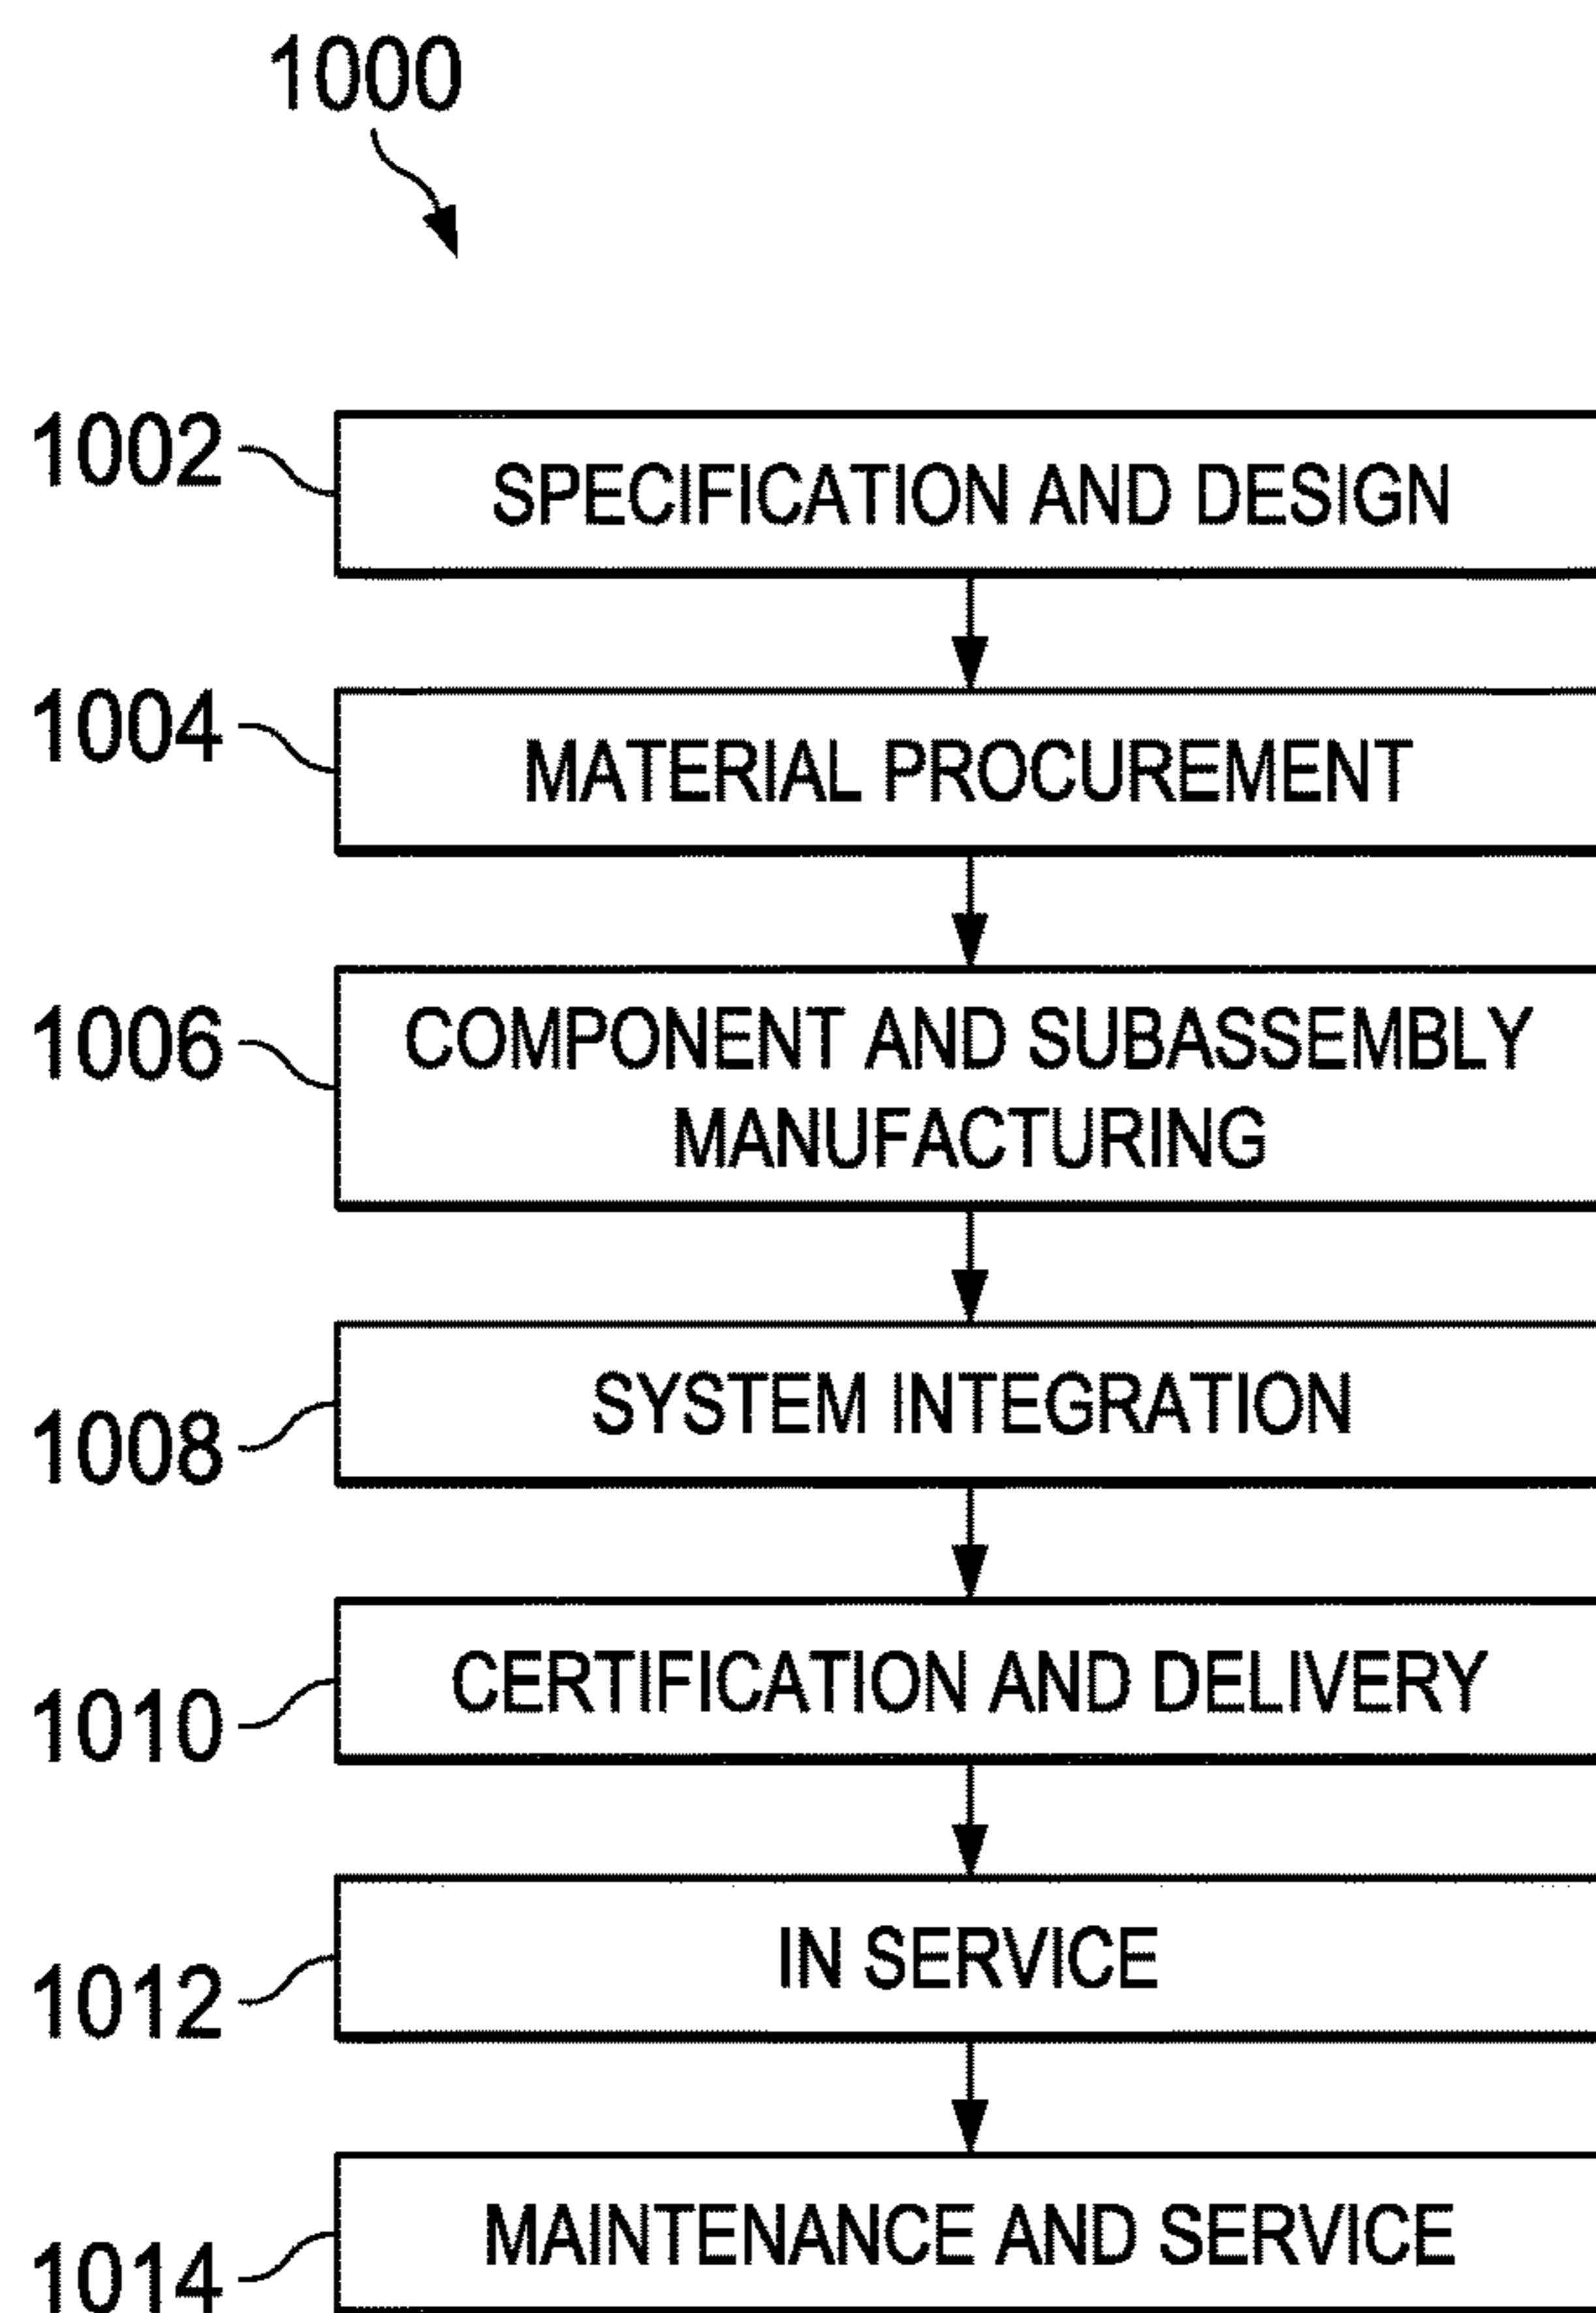 1000
1002
SPECIFICATION AND DESIGN
1004
MATERIAL PROCUREMENT
1006
COMPONENT AND SUBASSEMBLY
MANUFACTURING
1008
SYSTEM INTEGRATION
1010
CERTIFICATION AND DELIVERY
1012
IN SERVICE
1014
MAINTENANCE AND SERVICE